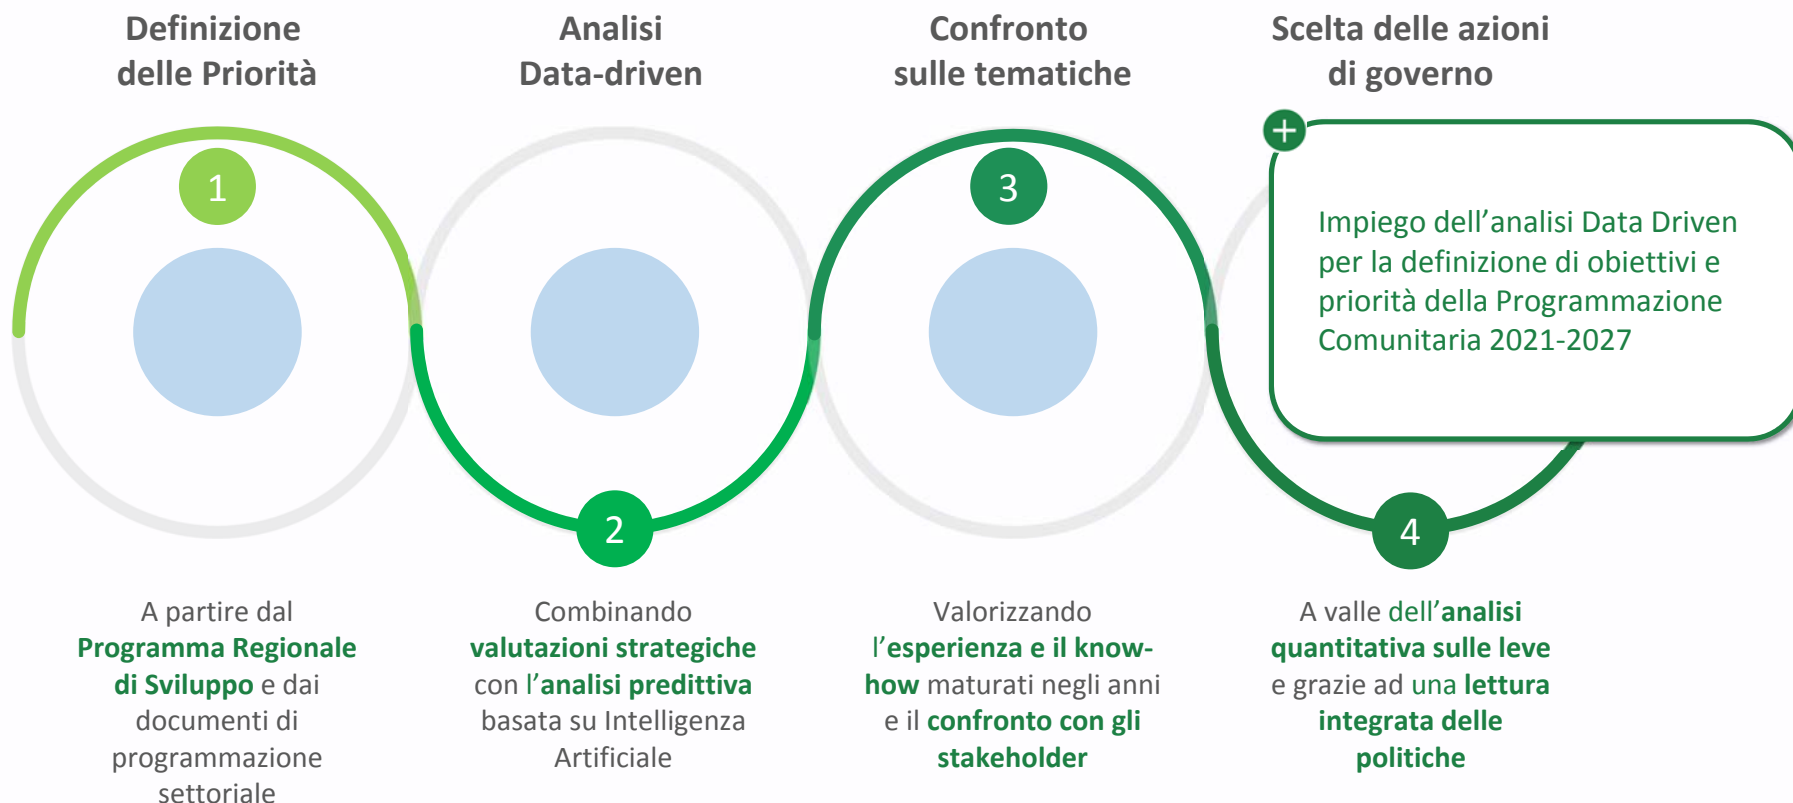 Definizione
delle Priorità
Analisi
Data-driven
Confronto
sulle tematiche
Scelta delle azioni
di governo
1
2
3
4
+
Impiego dell’analisi Data Driven
per la definizione di obiettivi e
priorità della Programmazione
Comunitaria 2021-2027
A partire dal
Programma Regionale
di Sviluppo e dai
documenti di
programmazione
settoriale
Combinando
valutazioni strategiche
con l’analisi predittiva
basata su Intelligenza
Artificiale
Valorizzando
l’esperienza e il know-
how maturati negli anni
e il confronto con gli
stakeholder
A valle dell’analisi
quantitativa sulle leve
e grazie ad una lettura
integrata delle
politiche